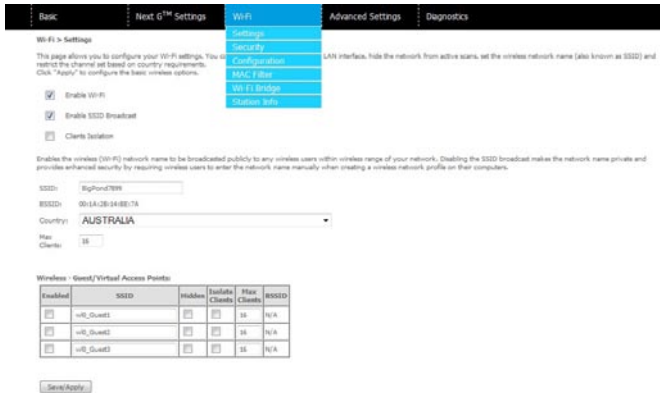 Basic Next G™ Settings Wi-Fi Advanced Settings Diagnostics
Settings
Security
Configuration
MAC Filter
Wi-Fi Bridge
Station Info
Wi-Fi > Settings
This page allows you to configure your Wi-Fi settings. You c LAN interface, hide the network from active scans, set the wireless network name (also known as SSID) and
restrict the channel set based on country requirements.
Click "Apply" to configure the basic wireless options.
Enable Wi-Fi
Enable SSID Broadcast
Clients Isolation
Enables the wireless (Wi-Fi) network name to be broadcasted publicly to any wireless users within wireless range of your network. Disabling the SSID broadcast makes the network name private and
provides enhanced security by requiring wireless users to enter the network name manually when creating a wireless network profile on their computers.
SSID: BigPond7B99
BSSID:
Country: AUSTRALIA
Max
Clients: 16
Wireless - Guest/Virtual Access Points:
Enabled SSID Hidden Isolate Clients Max Clients BSSID
wl0_Guest1 16 N/A
wl0_Guest2 16 N/A
wl0_Guest3 16 N/A
Save/Apply